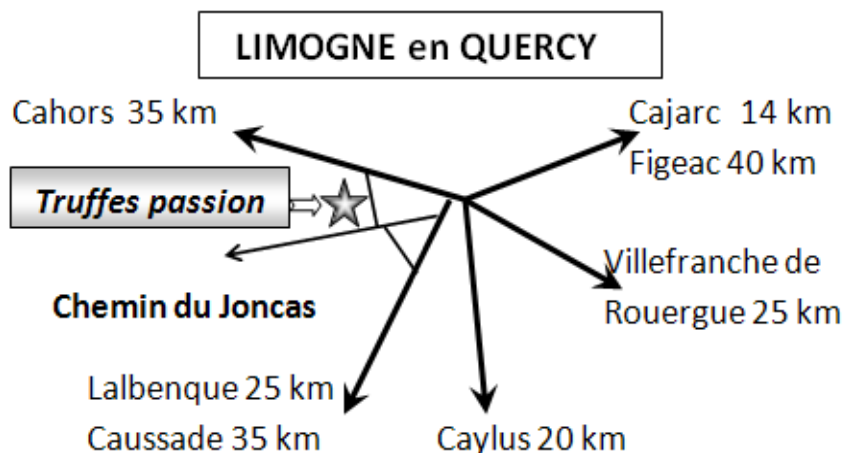 LIMOGNE en QUERCY
Cahors 35 km
Cajarc 14 km
Figeac 40 km
Truffes passion
Villefranche de
Rouergue 25 km
Chemin du Joncas
Lalbenque 25 km
Caussade 35 km
Caylus 20 km